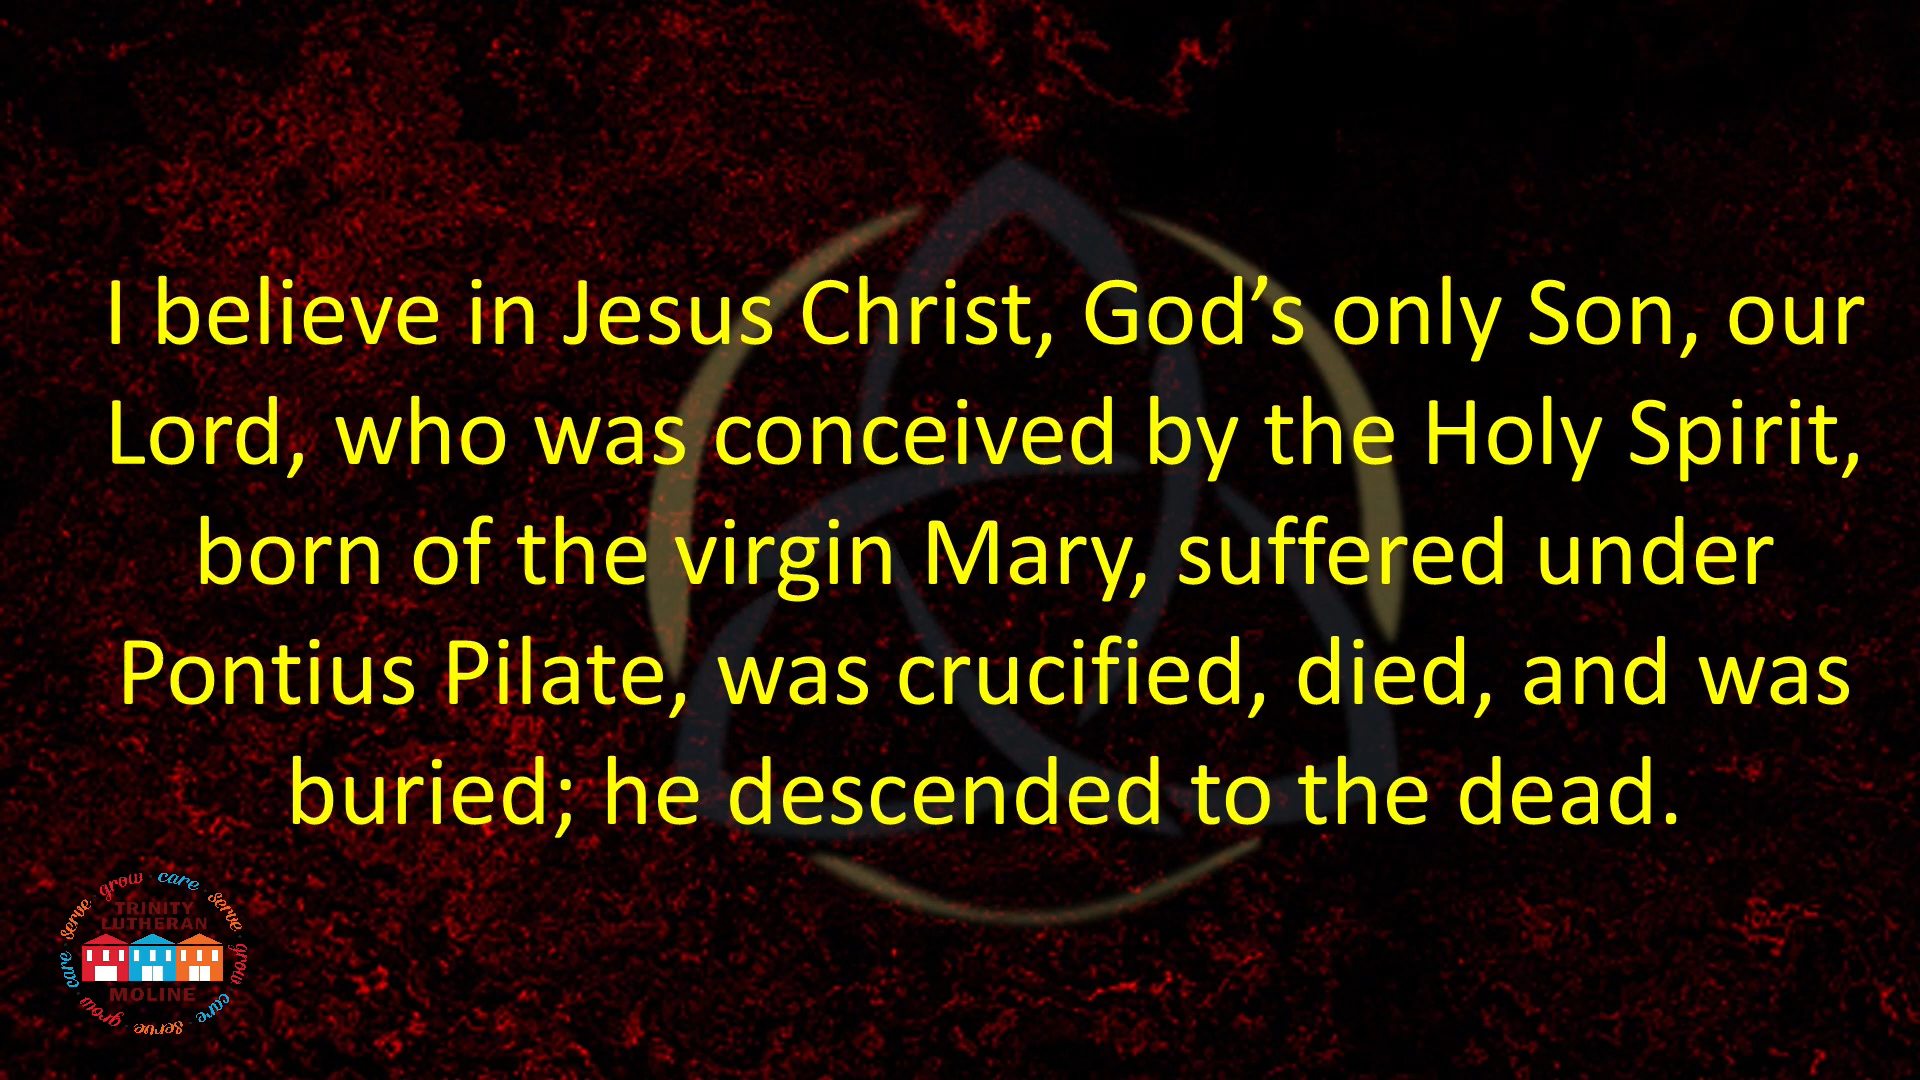 I believe in Jesus Christ, God’s only Son, our
Lord, who was conceived by the Holy Spirit,
born of the virgin Mary, suffered under
Pontius Pilate, was crucified, died, and was
buried; he descended to the dead.
grow care serve grow care serve grow care serve
TRINITY
LUTHERAN
MOLINE